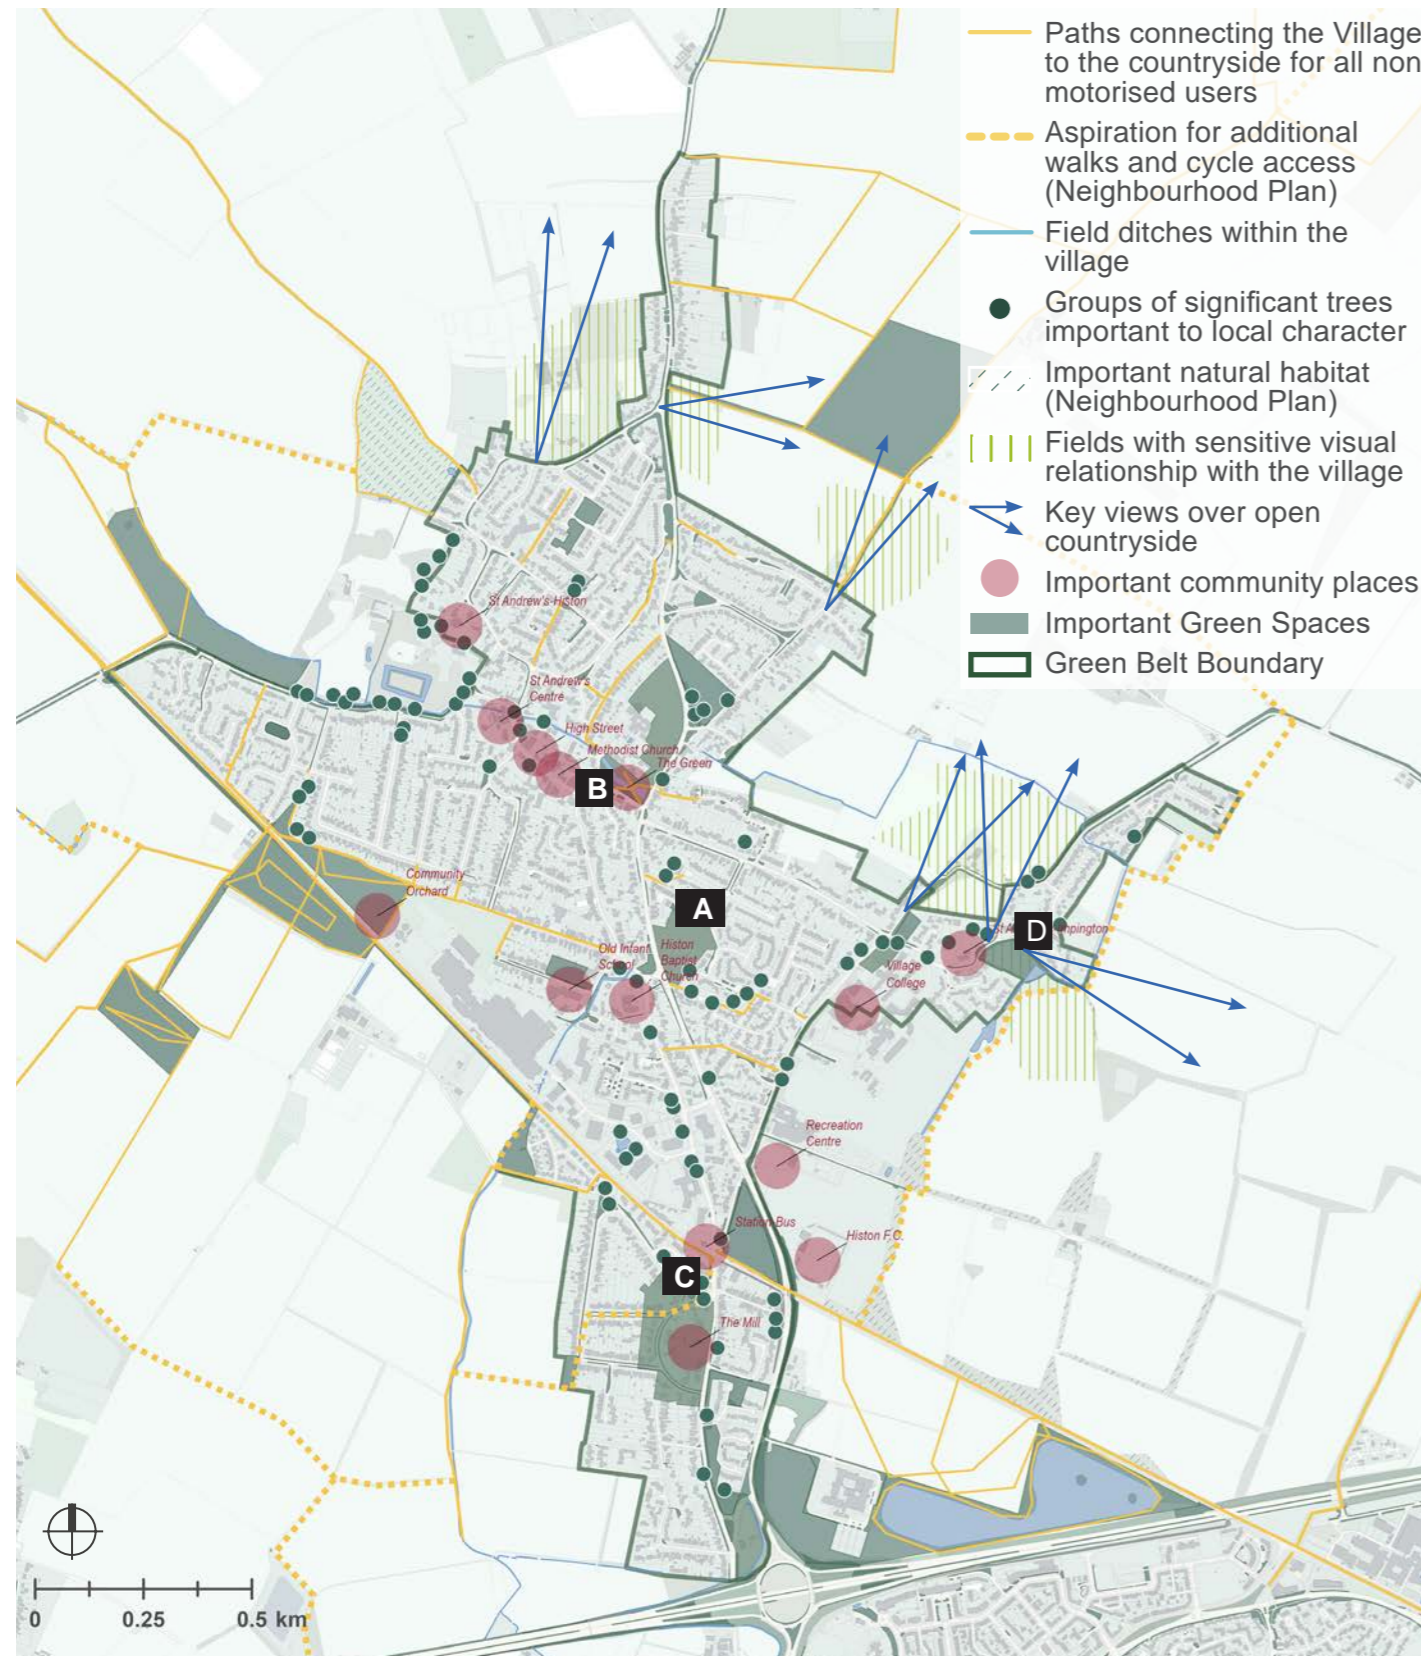 Paths connecting the Village
to the countryside for all non
motorised users
Aspiration for additional
walks and cycle access
(Neighbourhood Plan)
Field ditches within the
village
Groups of significant trees
important to local character
Important natural habitat
(Neighbourhood Plan)
Fields with sensitive visual
relationship with the village
Key views over open
countryside
Important community places
Important Green Spaces
Green Belt Boundary
St Andrew's-Histon
St Andrew's
Centre
High Street
Methodist Church
The Green
B
Community
Orchard
A
Old Infant
School
Histon
Baptist
Church
D
Village
College
Recreation
Centre
Station Bus
Histon F.C.
C
The Mill
0
0.25
0.5 km